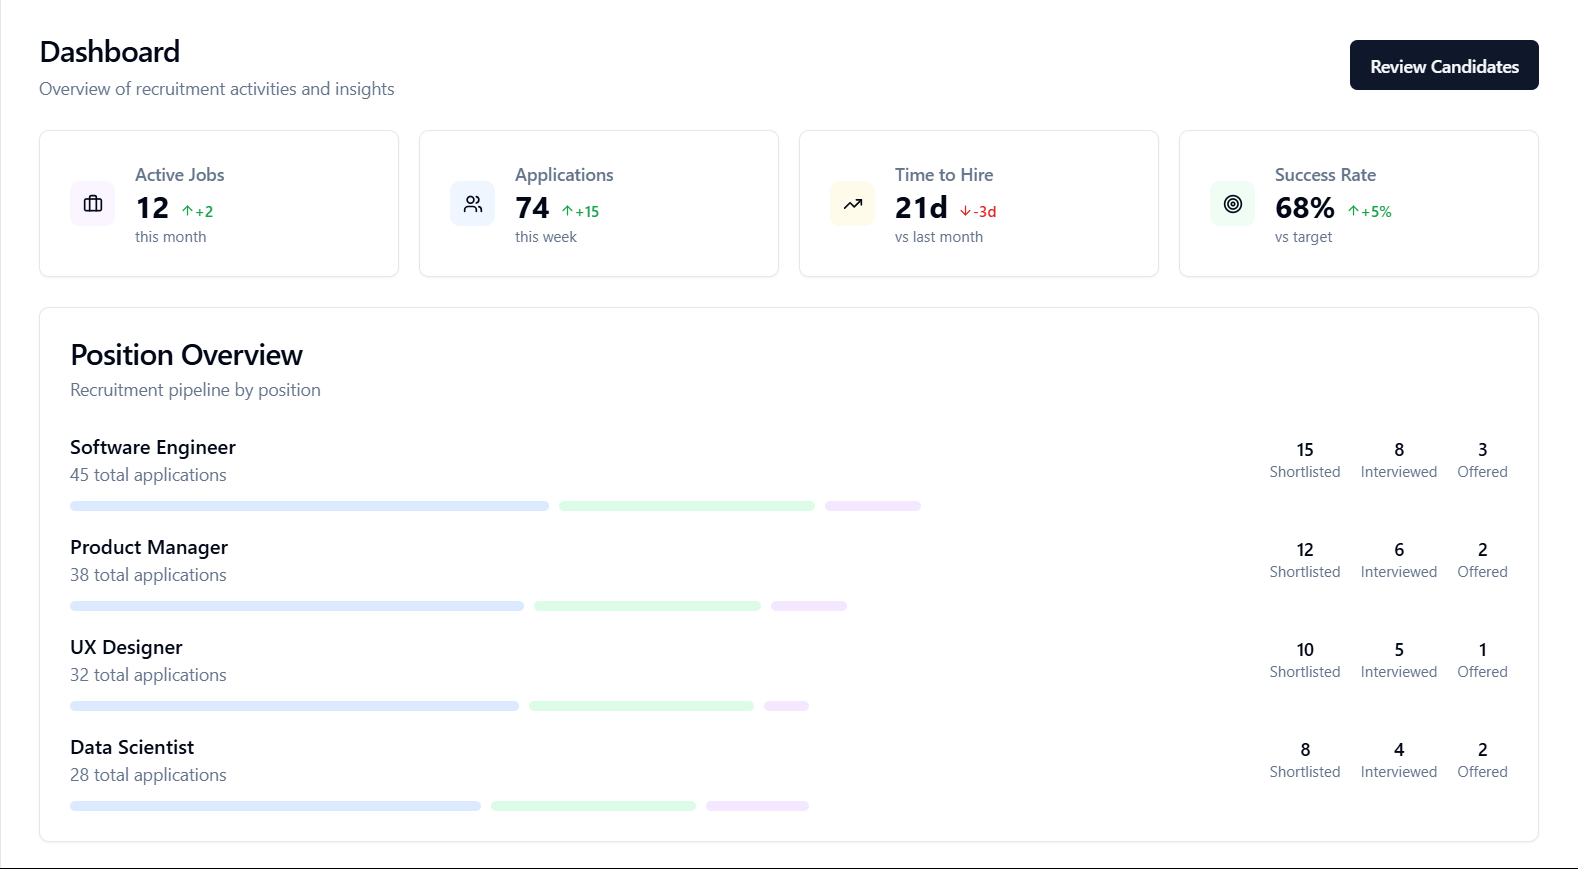 Dashboard
Overview of recruitment activities and insights
Review Candidates
Active Jobs
12 ↑+2
this month
Applications
74 ↑+15
this week
Time to Hire
21d ↓-3d
vs last month
Success Rate
68% ↑+5%
vs target
Position Overview
Recruitment pipeline by position
Software Engineer
45 total applications
15 8 3
Shortlisted Interviewed Offered
Product Manager
38 total applications
12 6 2
Shortlisted Interviewed Offered
UX Designer
32 total applications
10 5 1
Shortlisted Interviewed Offered
Data Scientist
28 total applications
8 4 2
Shortlisted Interviewed Offered